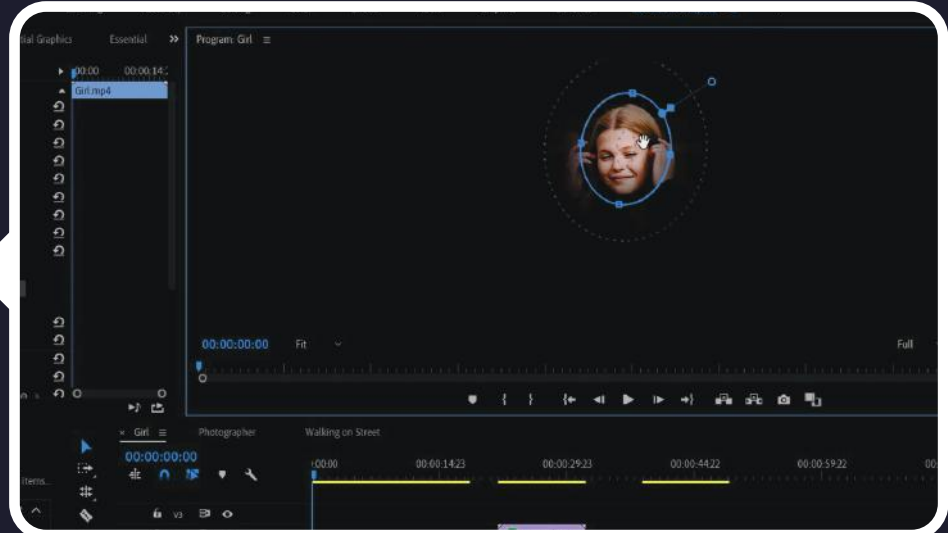 tial Graphics Essential Program: Girl
00:00 00:00:14:
Girl.mp4
00:00:00:00 Fit Full
Girl Photographer Walking on Street
00:00:00:00
:00:00 00:00:14:23 00:00:29:23 00:00:44:22 00:00:59:22 00:
items...
V3